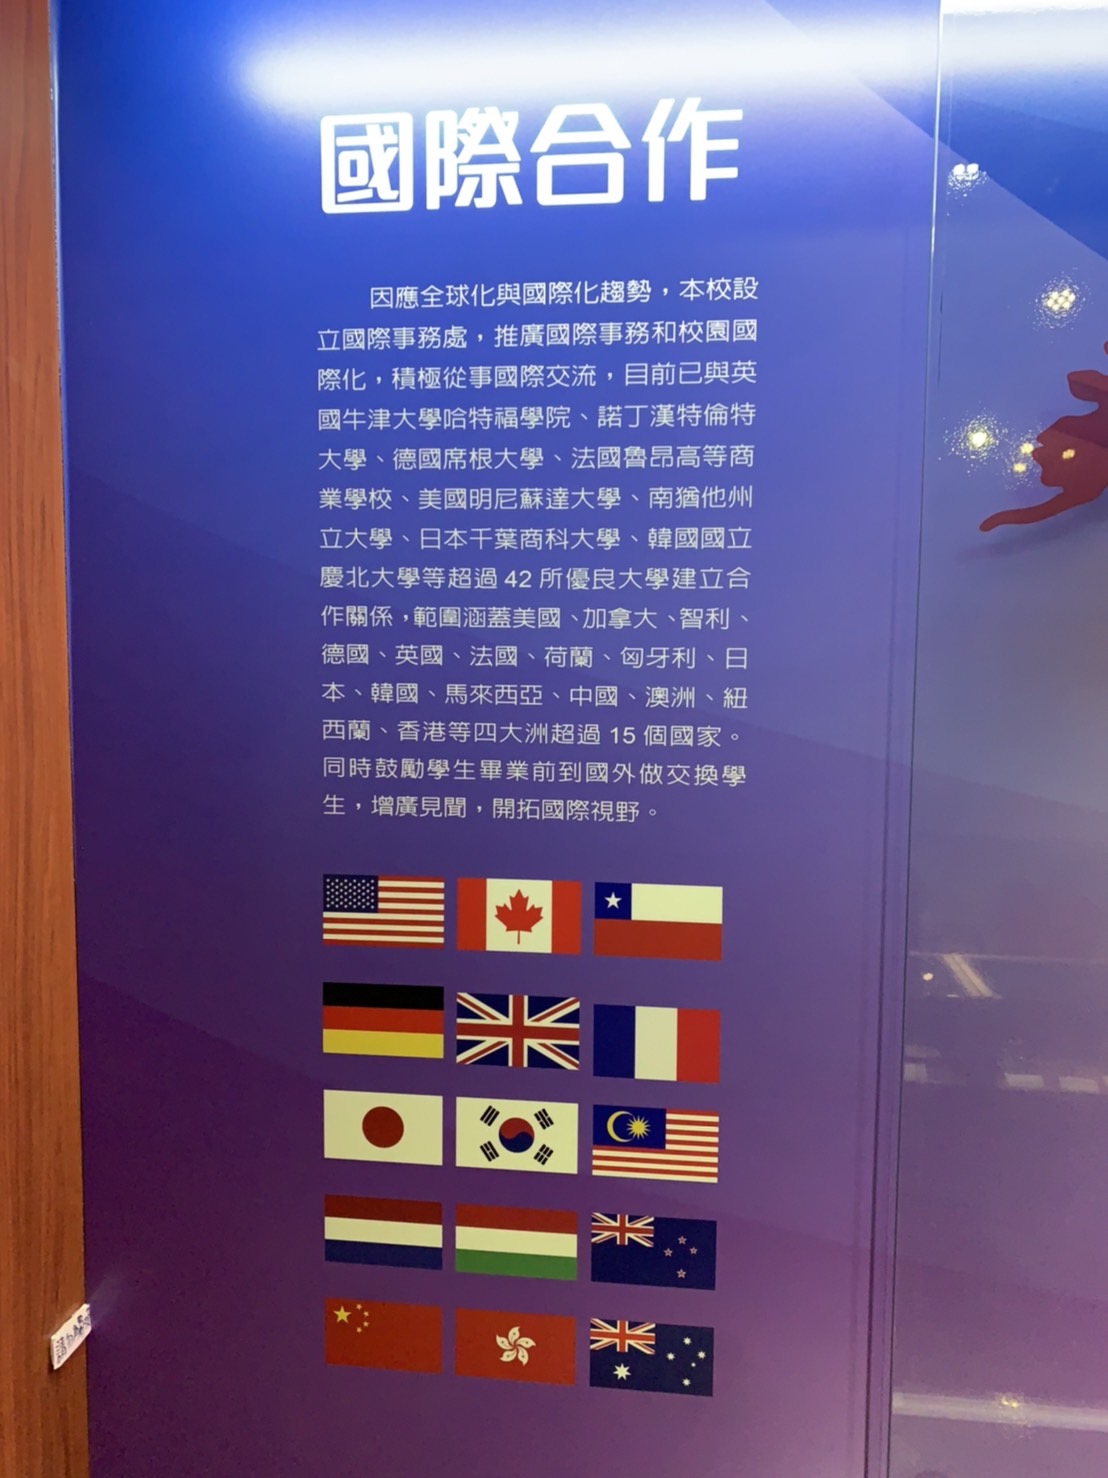 國際合作
因應全球化與國際化趨勢，本校設
立國際事務處，推廣國際事務和校園國
際化，積極從事國際交流，目前已與英
國牛津大學哈特福學院、諾丁漢特倫特
大學、德國席根大學、法國魯昂高等商
業學校、美國明尼蘇達大學、南猶他州
立大學、日本千葉商科大學、韓國國立
慶北大學等超過 42 所優良大學建立合
作關係，範圍涵蓋美國、加拿大、智利、
德國、英國、法國、荷蘭、匈牙利、日
本、韓國、馬來西亞、中國、澳洲、紐
西蘭、香港等四大洲超過 15 個國家。
同時鼓勵學生畢業前到國外做交換學
生，增廣見聞，開拓國際視野。
請勿